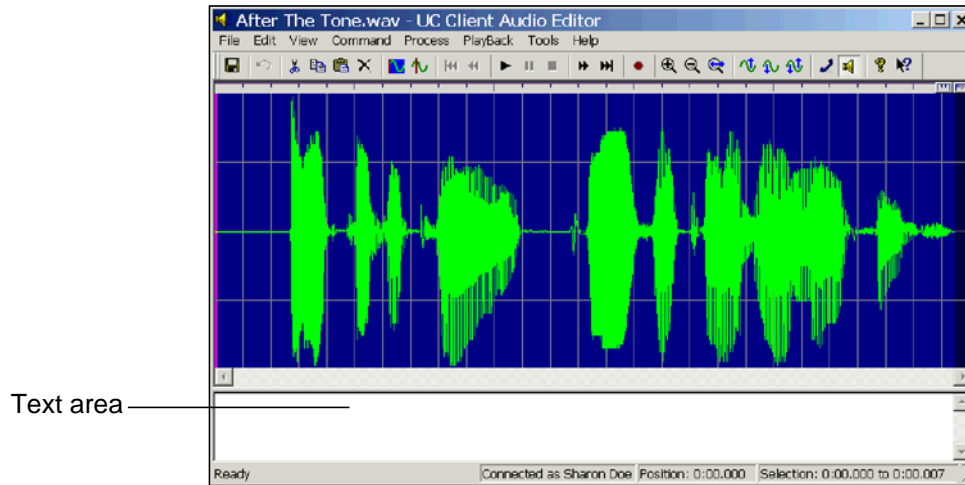 After The Tone.wav - UC Client Audio Editor
File Edit View Command Process PlayBack Tools Help
Text area
Ready Connected as Sharon Doe Position: 0:00.000 Selection: 0:00.000 to 0:00.007